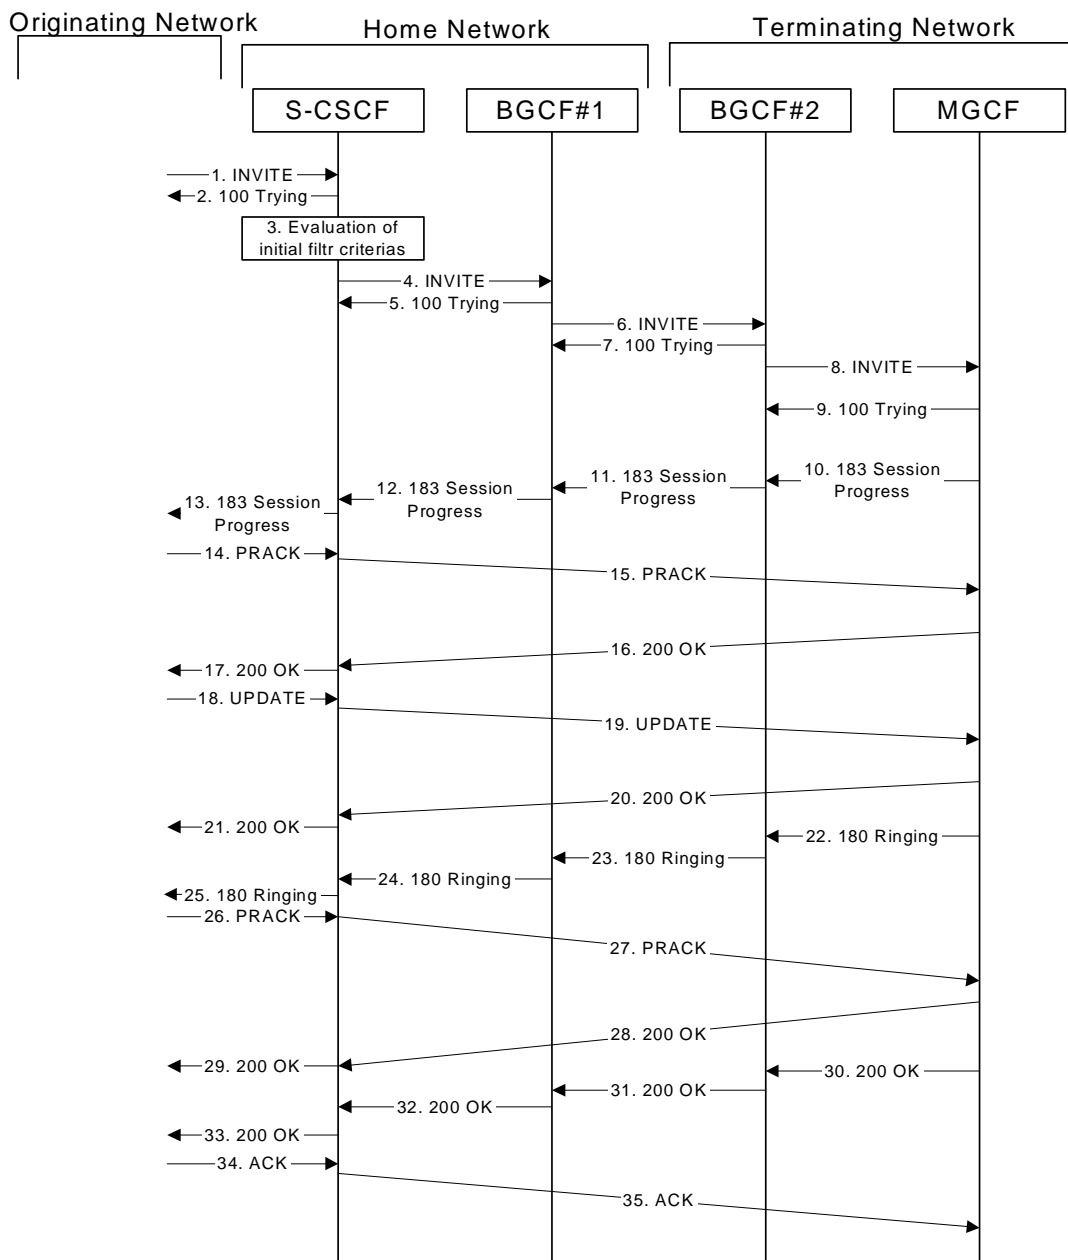 Originating Network
Home Network
Terminating Network
S-CSCF
BGCF#1
BGCF#2
MGCF
1. INVITE
2. 100 Trying
3. Evaluation of
initial filtr criterias
4. INVITE
5. 100 Trying
6. INVITE
7. 100 Trying
8. INVITE
9. 100 Trying
10. 183 Session
Progress
11. 183 Session
Progress
12. 183 Session
Progress
13. 183 Session
Progress
14. PRACK
15. PRACK
16. 200 OK
17. 200 OK
18. UPDATE
19. UPDATE
20. 200 OK
21. 200 OK
22. 180 Ringing
23. 180 Ringing
24. 180 Ringing
25. 180 Ringing
26. PRACK
27. PRACK
28. 200 OK
29. 200 OK
30. 200 OK
31. 200 OK
32. 200 OK
33. 200 OK
34. ACK
35. ACK